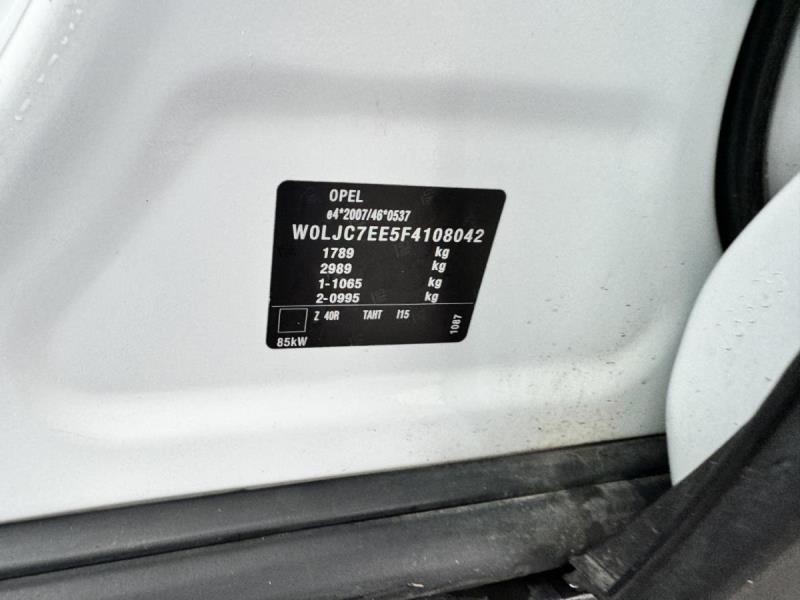 OPEL
e4*2007/46*0537
W0LJC7EE5F4108042
1789 kg
2989 kg
1-1065 kg
2-0995 kg
Z 40R TAHT I15
85kW
1087